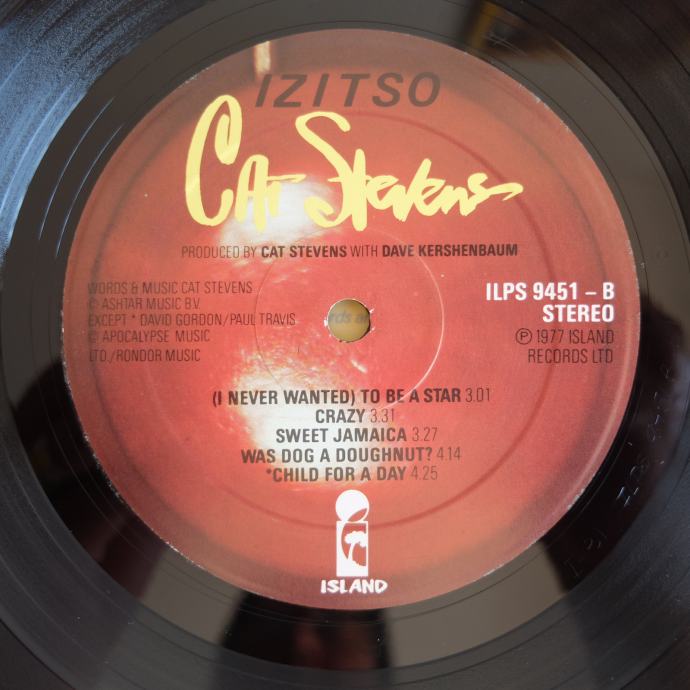 IZITSO
Cat Stevens
PRODUCED BY CAT STEVENS WITH DAVE KERSHENBAUM
WORDS & MUSIC CAT STEVENS
© ASHTAR MUSIC B.V.
EXCEPT * DAVID GORDON/PAUL TRAVIS
© APOCALYPSE MUSIC
LTD./RONDOR MUSIC
ILPS 9451 – B
STEREO
℗ 1977 ISLAND
RECORDS LTD
(I NEVER WANTED) TO BE A STAR 3.01
CRAZY 3.31
SWEET JAMAICA 3.27
WAS DOG A DOUGHNUT? 4.14
*CHILD FOR A DAY 4.25
ISLAND